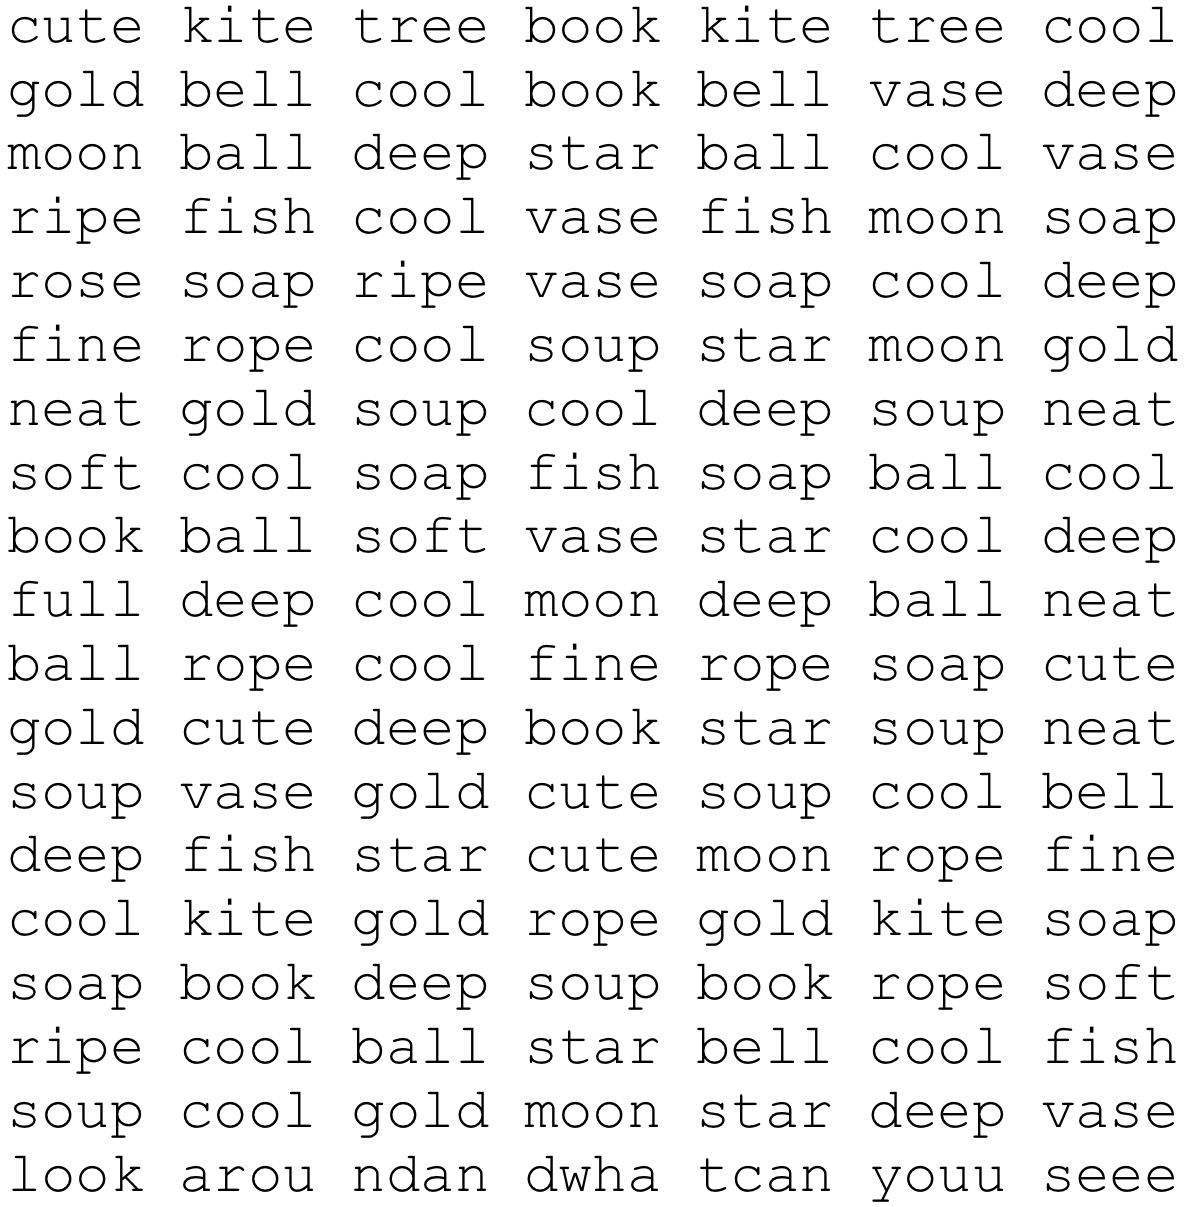 cute kite tree book kite tree cool
gold bell cool book bell vase deep
moon ball deep star ball cool vase
ripe fish cool vase fish moon soap
rose soap ripe vase soap cool deep
fine rope cool soup star moon gold
neat gold soup cool deep soup neat
soft cool soap fish soap ball cool
book ball soft vase star cool deep
full deep cool moon deep ball neat
ball rope cool fine rope soap cute
gold cute deep book star soup neat
soup vase gold cute soup cool bell
deep fish star cute moon rope fine
cool kite gold rope gold kite soap
soap book deep soup book rope soft
ripe cool ball star bell cool fish
soup cool gold moon star deep vase
look arou ndan dwha tcan youu seee